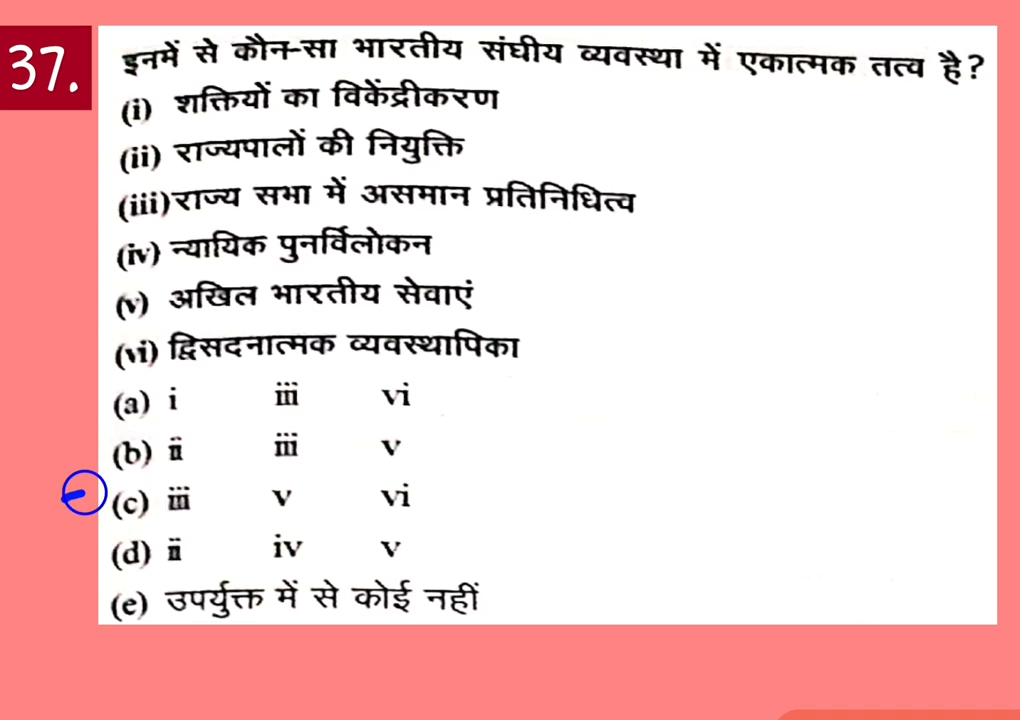 37.
इनमें से कौन-सा भारतीय संघीय व्यवस्था में एकात्मक तत्व है?
(i) शक्तियों का विकेंद्रीकरण
(ii) राज्यपालों की नियुक्ति
(iii) राज्य सभा में असमान प्रतिनिधित्व
(iv) न्यायिक पुनर्विलोकन
(v) अखिल भारतीय सेवाएं
(vi) द्विसदनात्मक व्यवस्थापिका
(a) i iii vi
(b) ii iii v
(c) iii v vi
(d) ii iv v
(e) उपर्युक्त में से कोई नहीं